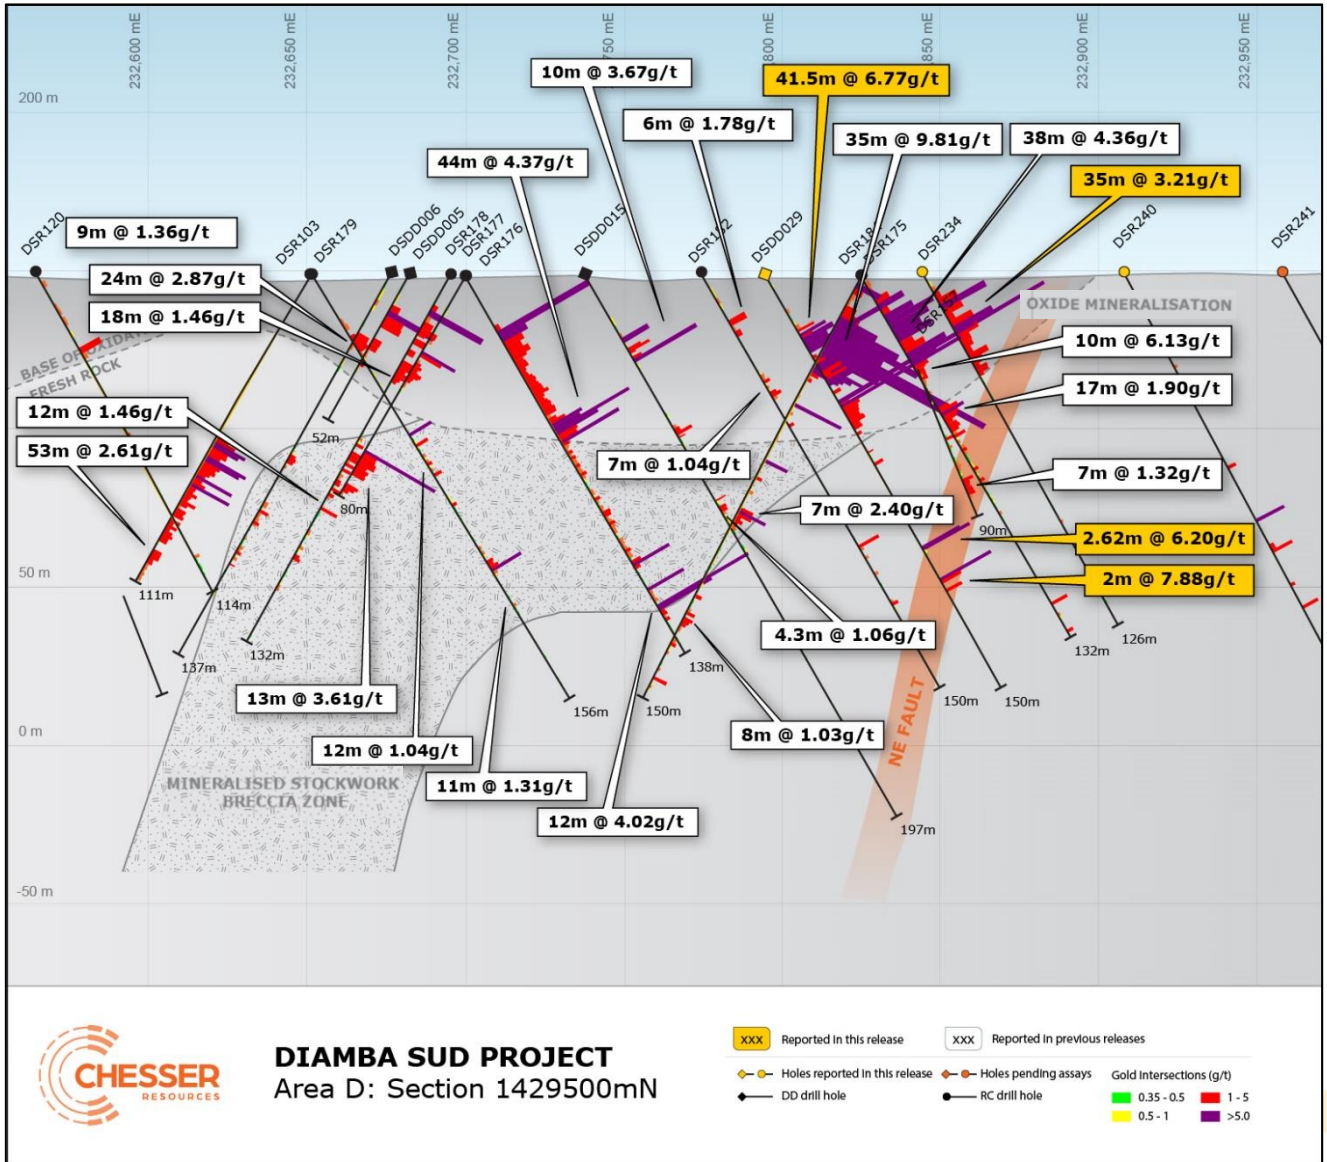 232,600 mE
232,650 mE
232,700 mE
232,850 mE
232,900 mE
232,950 mE
200 m
10m @ 3.67g/t
41.5m @ 6.77g/t
6m @ 1.78g/t
35m @ 9.81g/t
38m @ 4.36g/t
44m @ 4.37g/t
35m @ 3.21g/t
DSR120
9m @ 1.36g/t
DSR103
DSR179
DSDD006
DSDD005
DSR178
DSR177
DSR176
DSDD015
DSDD029
DSR175
DSR234
DSR240
DSR241
24m @ 2.87g/t
18m @ 1.46g/t
OXIDE MINERALISATION
BASE OF
FRESH ROCK
10m @ 6.13g/t
17m @ 1.90g/t
12m @ 1.46g/t
53m @ 2.61g/t
52m
7m @ 1.04g/t
7m @ 1.32g/t
80m
7m @ 2.40g/t
90m
2.62m @ 6.20g/t
2m @ 7.88g/t
50 m
111m
114m
4.3m @ 1.06g/t
126m
132m
137m
132m
138m
13m @ 3.61g/t
156m
150m
150m
150m
0 m
12m @ 1.04g/t
8m @ 1.03g/t
NE FAULT
MINERALISED STOCKWORK
BRECCIA ZONE
11m @ 1.31g/t
12m @ 4.02g/t
197m
-50 m
CHESSER
RESOURCES
DIAMBA SUD PROJECT
Area D: Section 1429500mN
XXX Reported in this release
XXX Reported in previous releases
Holes reported in this release
Holes pending assays
DD drill hole
RC drill hole
Gold Intersections (g/t)
0.35 - 0.5
1 - 5
0.5 - 1
>5.0